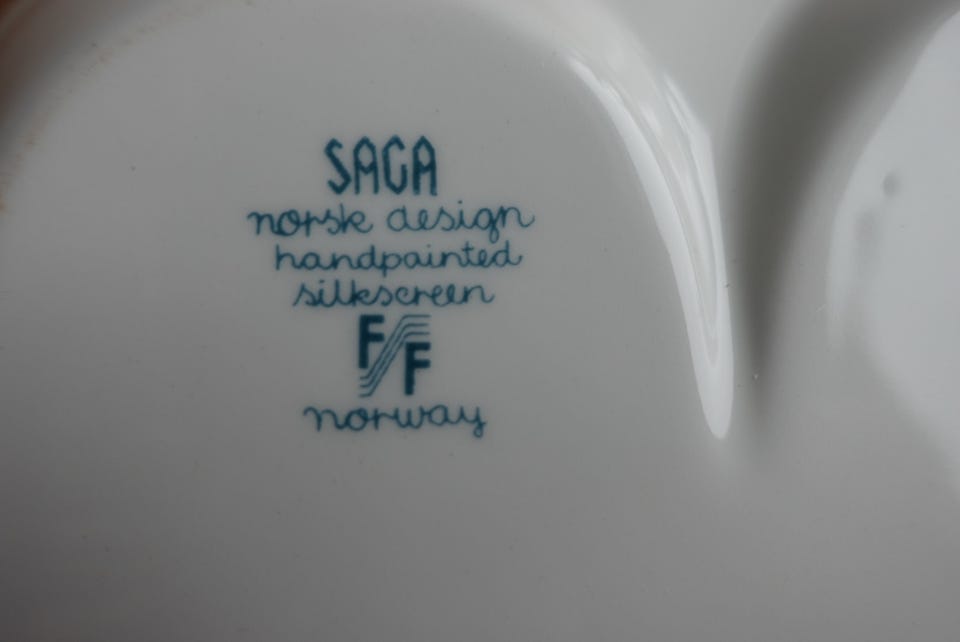 SAGA
norsk design
handpainted
silkscreen
F/F
norway